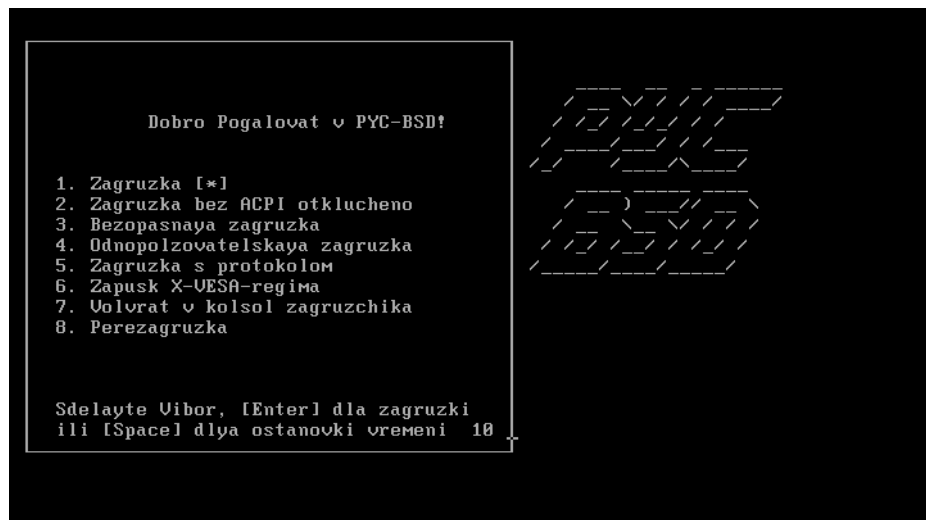 Dobro Pogalovat v PYC-BSD!
1. Zagruzka [*]
2. Zagruzka bez ACPI otklucheno
3. Bezopasnaya zagruzka
4. Odnopolzovatelskaya zagruzka
5. Zagruzka s protokolom
6. Zapusk X-VESA-regima
7. Volvrat v kolsol zagruzchika
8. Perezagruzka
Sdelayte Vibor, [Enter] dla zagruzki
ili [Space] dlya ostanovki vremeni 10
PYC
BSD